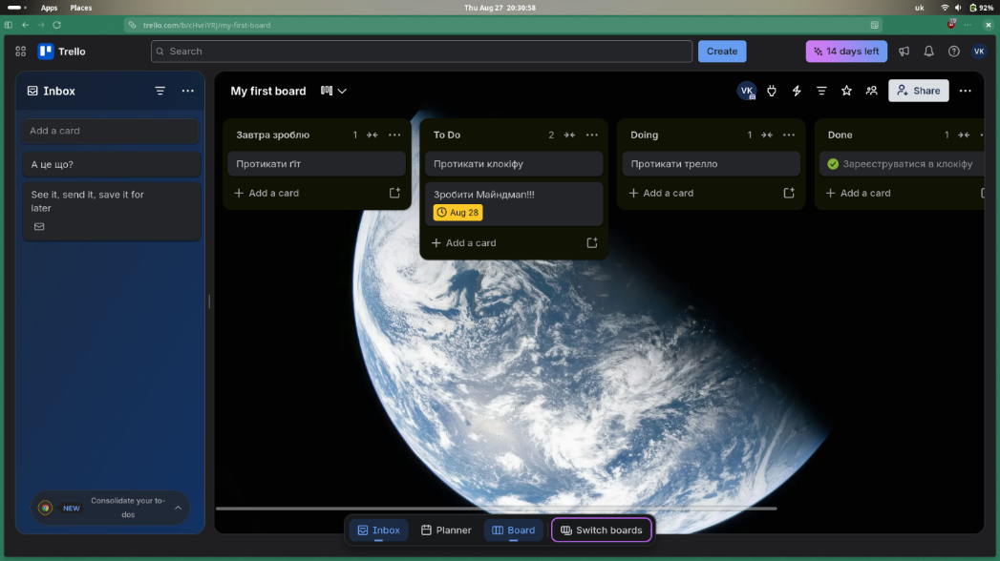 Apps Places Thu Aug 27 20:30:58 uk 92%
trello.com/b/cHvriYRJ/my-first-board
Trello Search Create 14 days left VK
Inbox
Add a card
А це що?
See it, send it, save it for
later
NEW Consolidate your to-
dos
My first board VK Share
Завтра зроблю 1
Протикати ґіт
Add a card
To Do 2
Протикати клокіфу
Зробити Майндмап!!!
Aug 28
Add a card
Doing 1
Протикати трелло
Add a card
Done 1
Зареєструватися в клокіфу
Add a card
Inbox Planner Board Switch boards